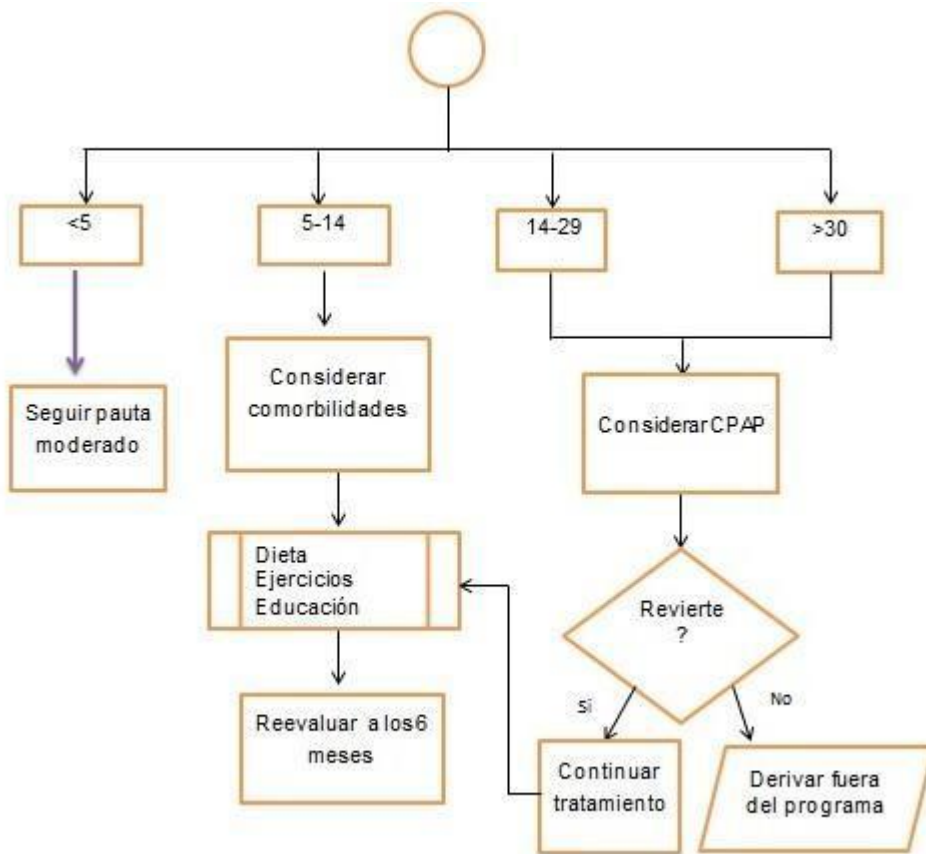 <5
5-14
14-29
>30
Seguir pauta
moderado
Considerar
comorbilidades
Considerar CPAP
Dieta
Ejercicios
Educación
Revierte
?
Si
No
Reevaluar a los 6
meses
Continuar
tratamiento
Derivar fuera
del programa